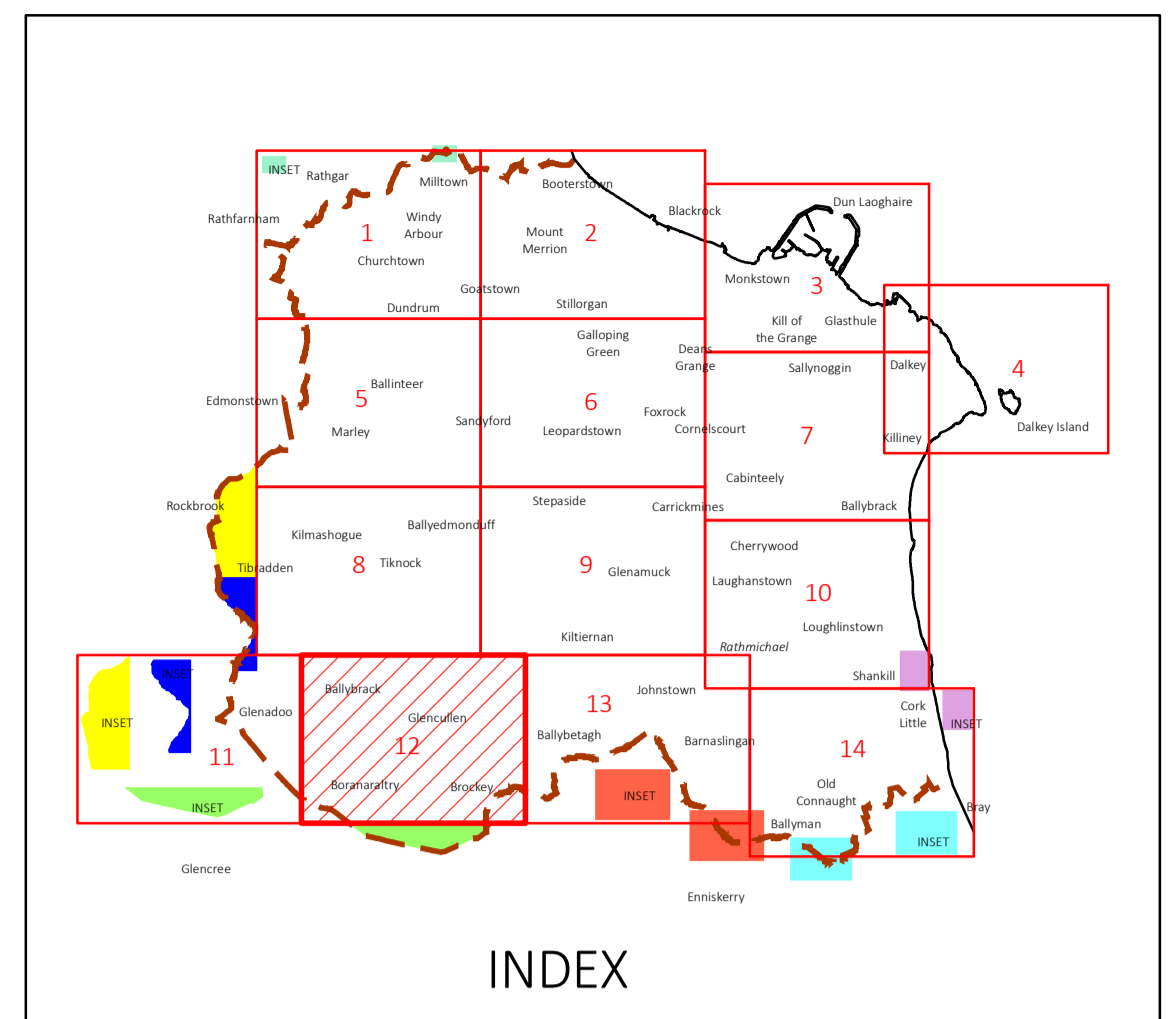 INSET
Rathgar
Milltown
Booterstown
Rathfarnham
Windy
Arbour
1
Mount
Merrion
2
Blackrock
Dun Laoghaire
Churchtown
Goatstown
Dundrum
Stillorgan
Monkstown
3
Kill of
the Grange
Glasthule
Galloping
Green
Deans
Grange
Sallynoggin
Dalkey
4
Dalkey Island
Edmonstown
5
Ballinteer
Marley
Sandyford
6
Leopardstown
Foxrock
Cornelscourt
7
Killiney
Cabinteely
Ballybrack
Rockbrook
Tibradden
Kilmashogue
Ballyedmonduff
8
Tiknock
Stepaside
Carrickmines
9
Glenamuck
Kiltiernan
Cherrywood
Laughanstown
10
Loughlinstown
Rathmichael
Shankill
INSET
INSET
Glenadoo
11
INSET
Ballybrack
Glencullen
12
Boranaraltry
Brockey
Johnstown
13
Ballybetagh
Barnaslingan
INSET
Cork
Little
INSET
14
Old
Connaught
Ballyman
Bray
INSET
Glencree
Enniskerry
INDEX